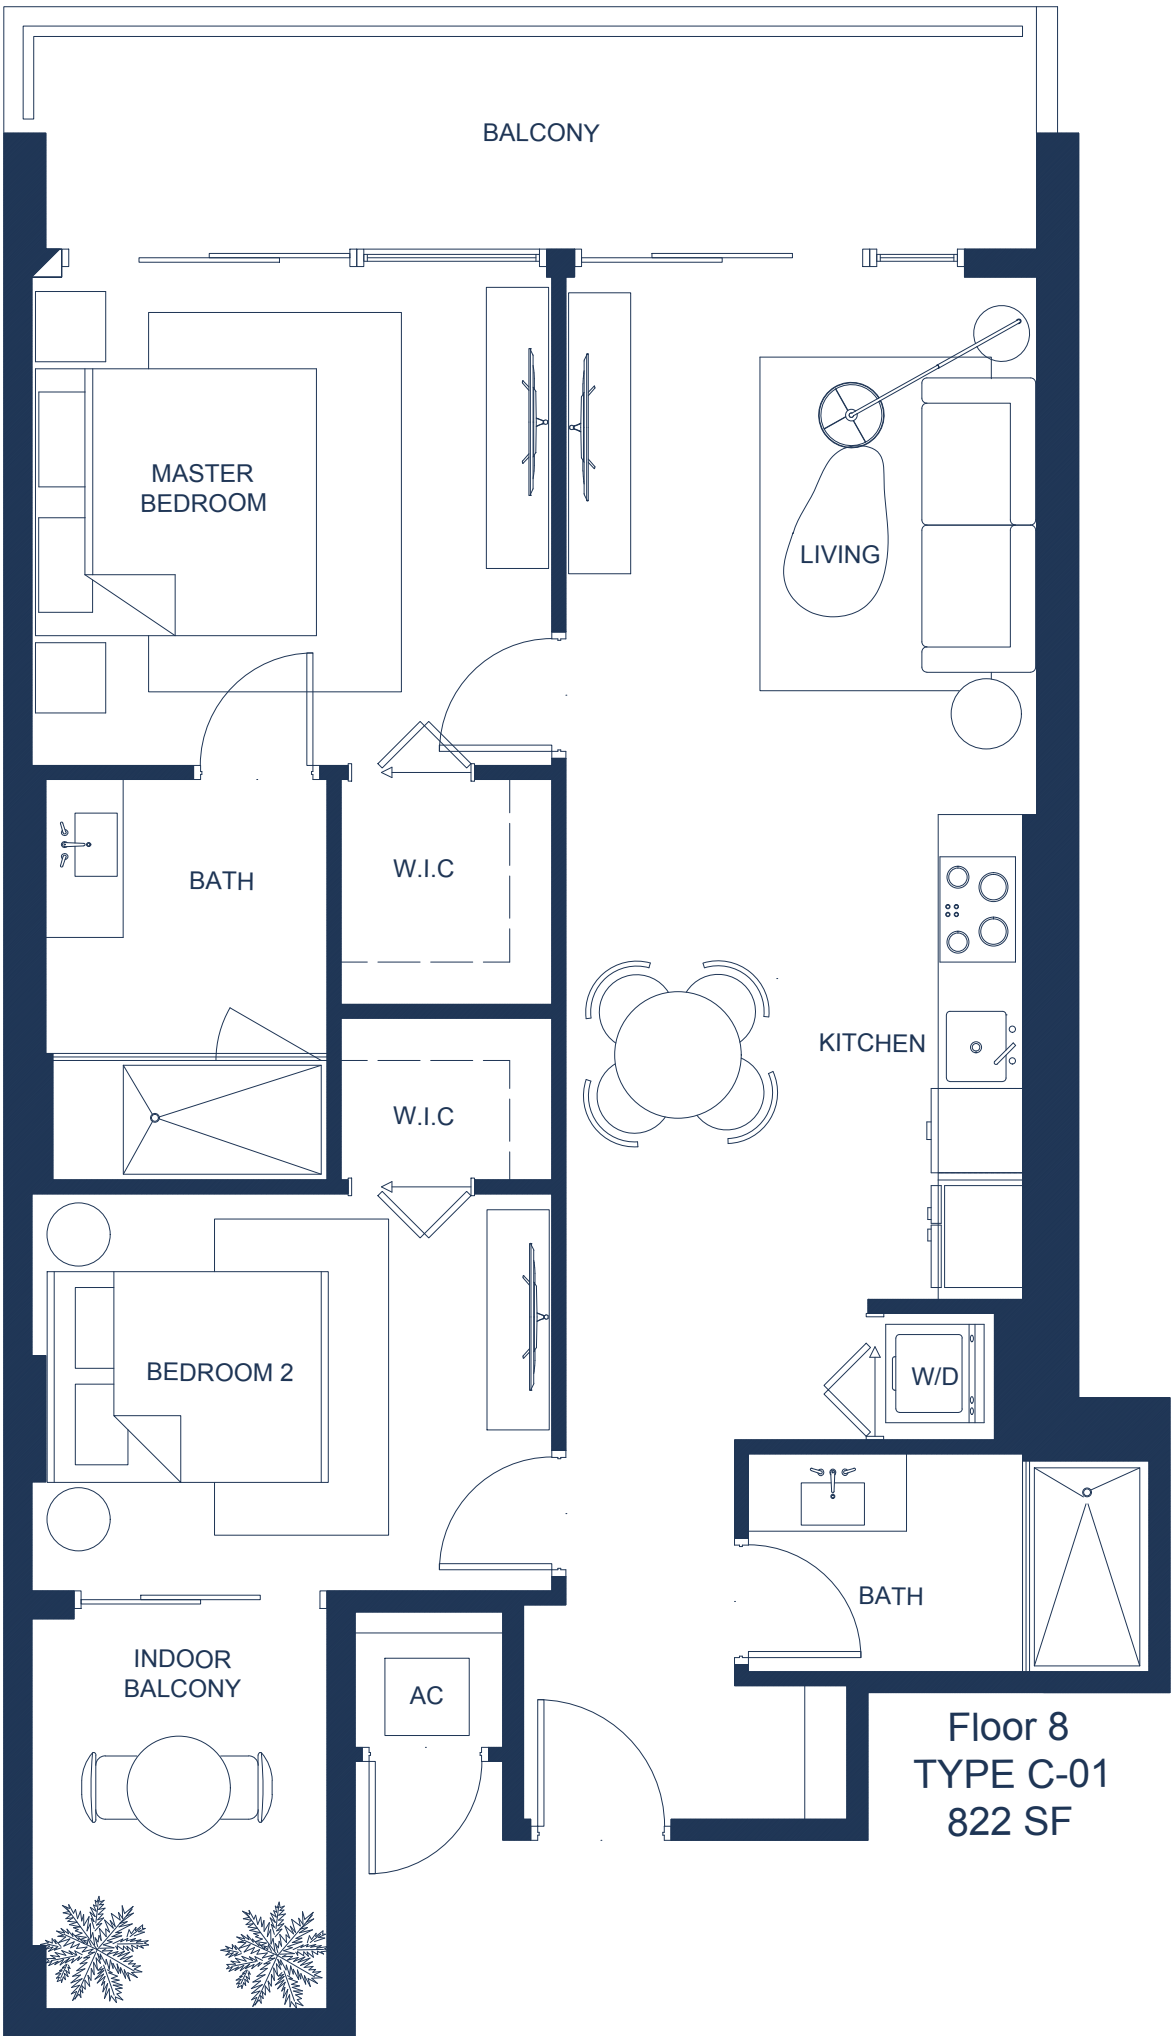 BALCONY
MASTER
BEDROOM
LIVING
BATH
W.I.C
KITCHEN
W.I.C
BEDROOM 2
W/D
BATH
INDOOR
BALCONY
AC
Floor 8
TYPE C-01
822 SF